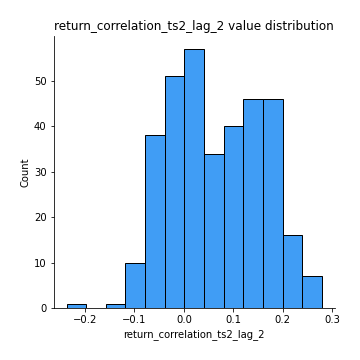 return_correlation_ts2_lag_2 value distribution
Count
50
40
30
20
10
0
−0.2 −0.1 0.0 0.1 0.2 0.3
return_correlation_ts2_lag_2